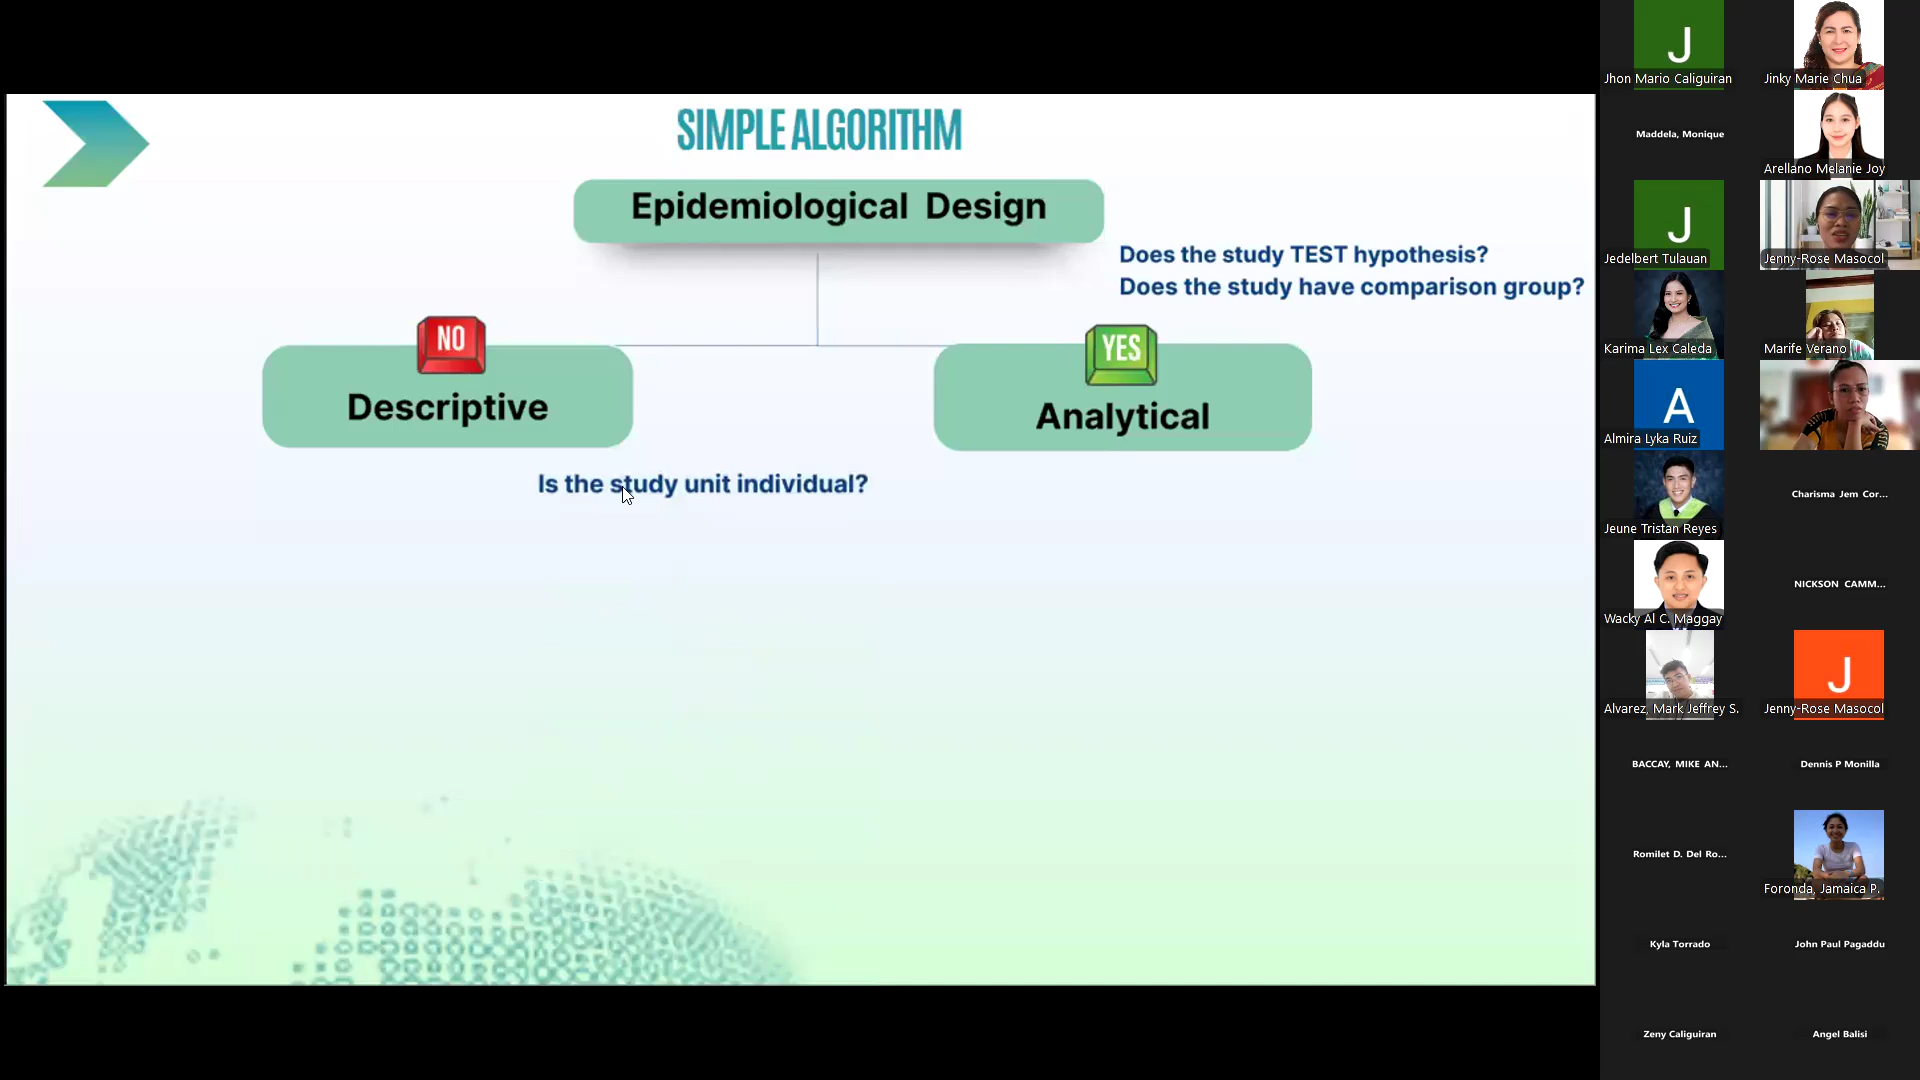 SIMPLE ALGORITHM
Epidemiological Design
Does the study TEST hypothesis?
Does the study have comparison group?
NO
YES
Descriptive
Analytical
Is the study unit individual?
J
Jhon Mario Caliguiran
Jinky Marie Chua
Maddela, Monique
Arellano Melanie Joy
J
Jedelbert Tulauan
Jenny-Rose Masocol
Karima Lex Caleda
Marife Verano
A
Almira Lyka Ruiz
Jeune Tristan Reyes
Charisma Jem Cor...
Wacky Al C. Maggay
NICKSON CAMM...
Alvarez, Mark Jeffrey S.
J
Jenny-Rose Masocol
BACCAY, MIKE AN...
Dennis P Monilla
Romilet D. Del Ro...
Foronda, Jamaica P.
Kyla Torrado
John Paul Pagaddu
Zeny Caliguiran
Angel Balisi